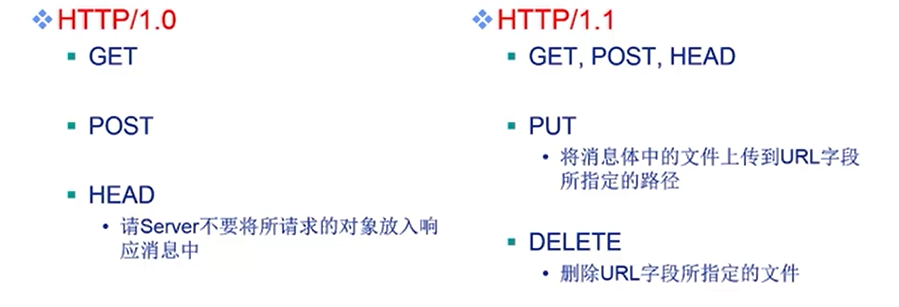 HTTP/1.0
GET
POST
HEAD
请Server不要将所请求的对象放入响
应消息中
HTTP/1.1
GET, POST, HEAD
PUT
将消息体中的文件上传到URL字段
所指定的路径
DELETE
删除URL字段所指定的文件